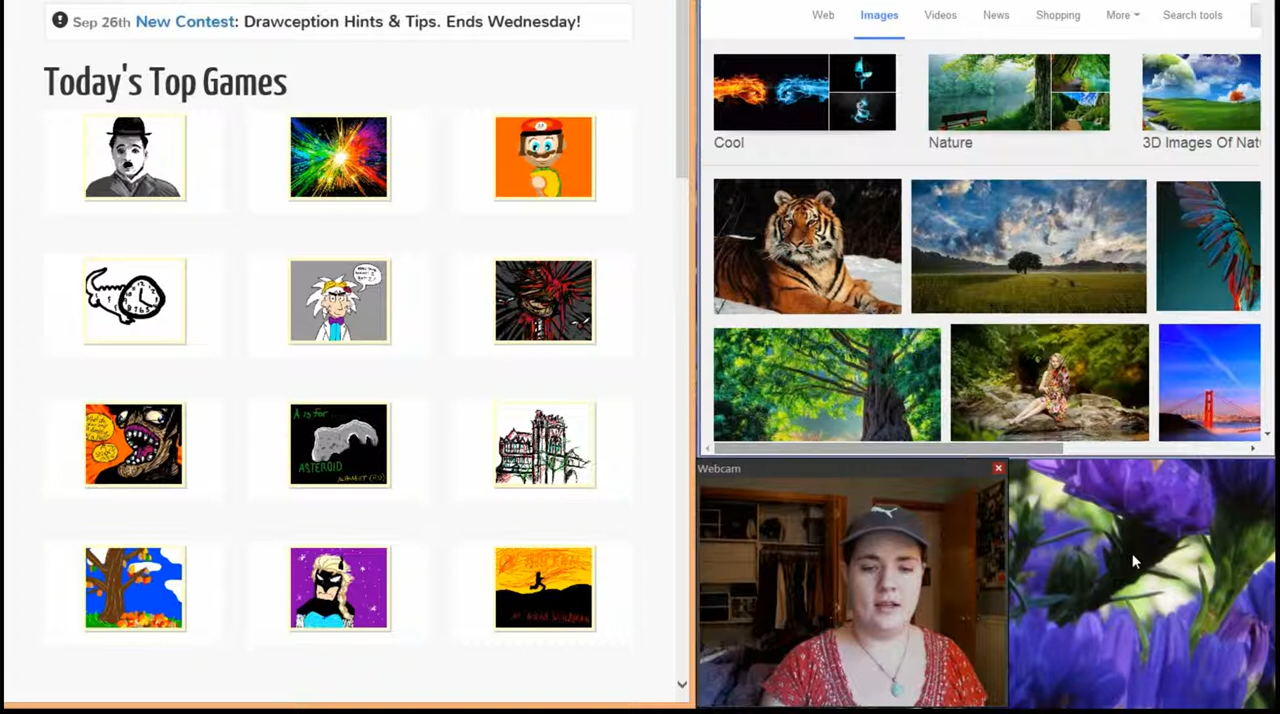 Sep 26th New Contest: Drawception Hints & Tips. Ends Wednesday!
Today's Top Games
A is for
ASTEROID
Web Images Videos News Shopping More Search tools
Cool Nature 3D Images Of Nat
Webcam